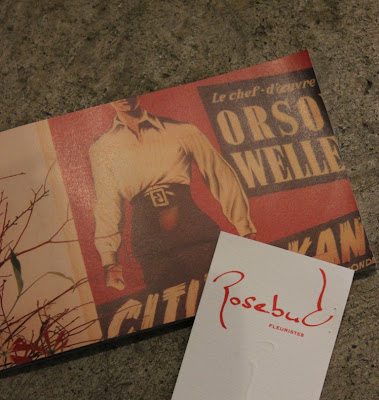 Le chef-d'œuvre
ORSO
WELLE
CITI KAN
Rosebud
FLEURISTES